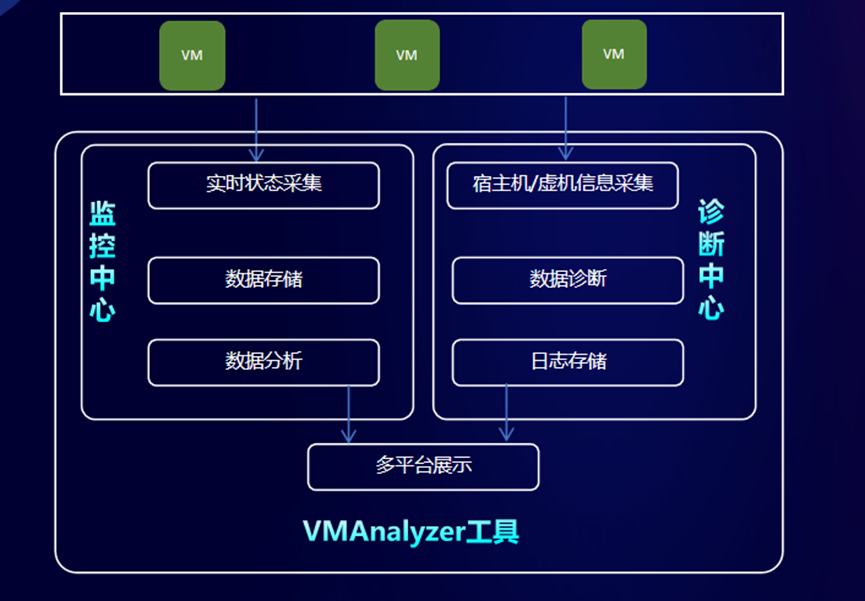 VM
VM
VM
监控中心
实时状态采集
数据存储
数据分析
宿主机/虚机信息采集
数据诊断
日志存储
诊断中心
多平台展示
VMAnalyzer工具